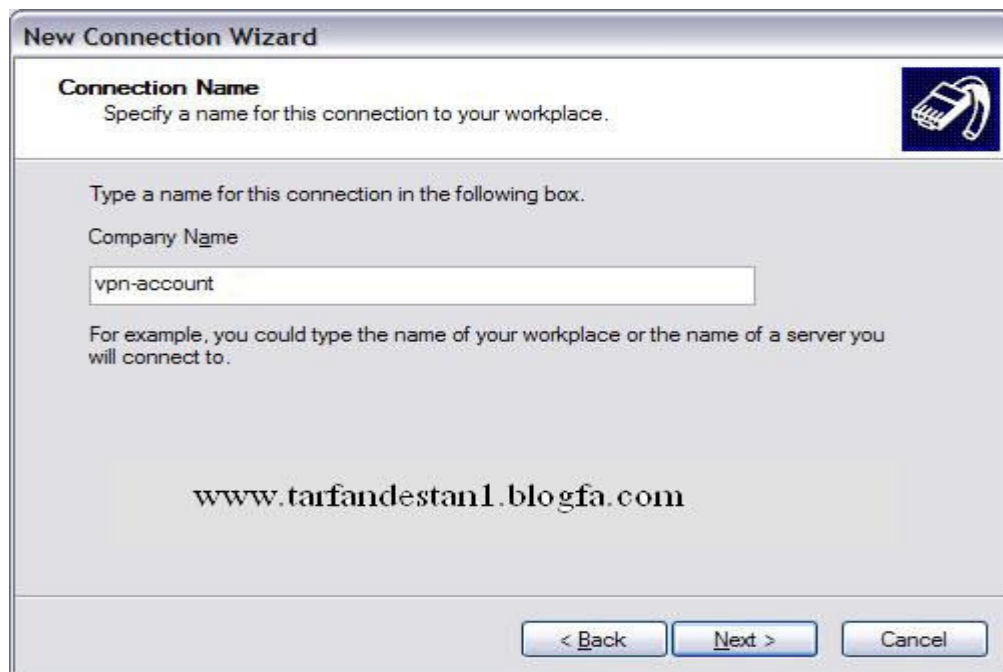 New Connection Wizard
Connection Name
Specify a name for this connection to your workplace.
Type a name for this connection in the following box.
Company Name
vpn-account
For example, you could type the name of your workplace or the name of a server you
will connect to.
www.tarfandestan1.blogfa.com
< Back
Next >
Cancel